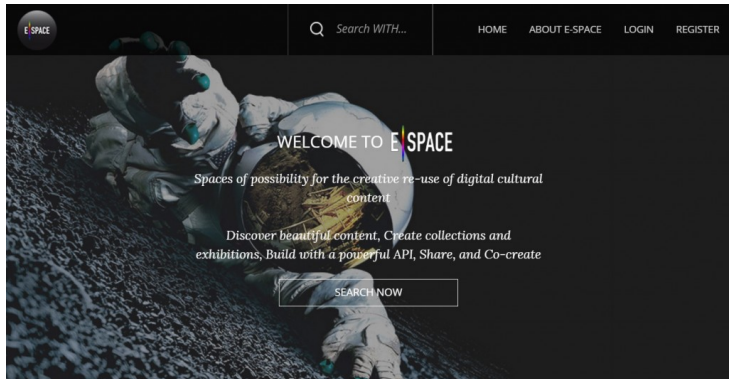 E SPACE
Search WITH...
HOME
ABOUT E-SPACE
LOGIN
REGISTER
WELCOME TO E SPACE
Spaces of possibility for the creative re-use of digital cultural
content
Discover beautiful content, Create collections and
exhibitions, Build with a powerful API, Share, and Co-create
SEARCH NOW